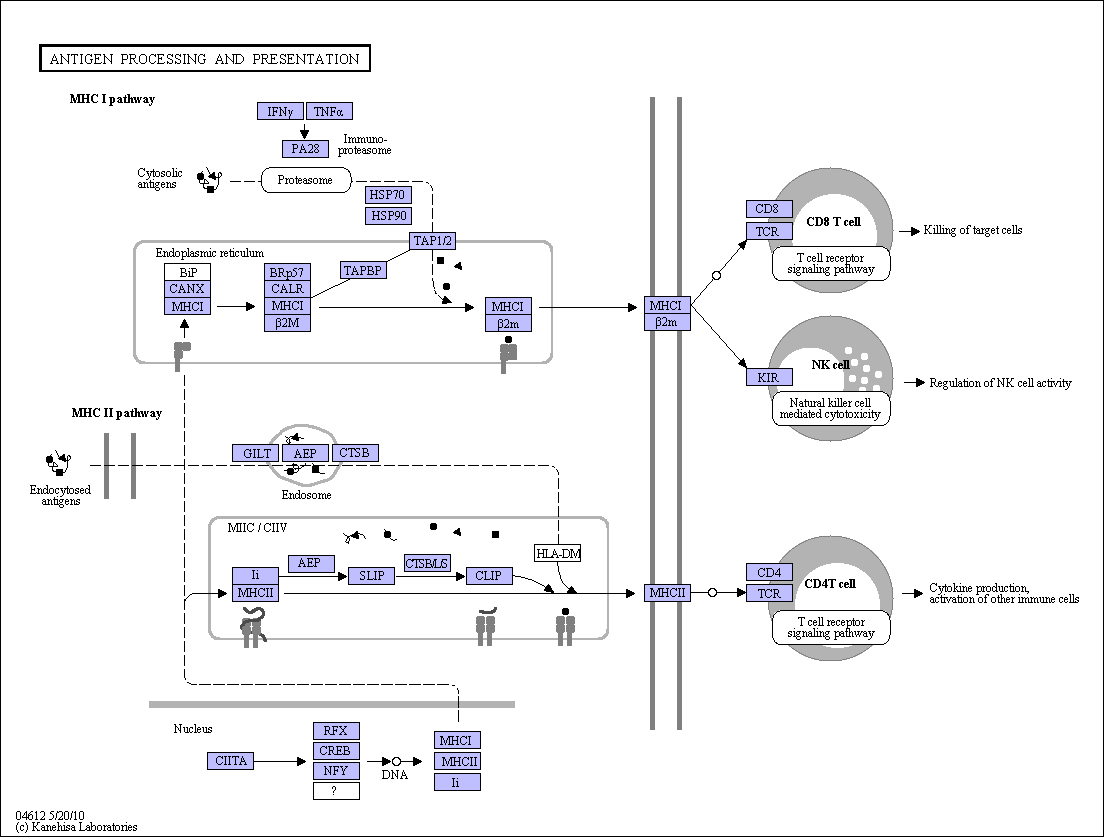 ANTIGEN PROCESSING AND PRESENTATION
MHC I pathway
IFNγ
TNFα
PA28
Immuno-
proteasome
Cytosolic
antigens
Proteasome
HSP70
HSP90
TAP1/2
Endoplasmic reticulum
BiP
CANX
MHCI
BRp57
CALR
MHCI
β2M
TAPBP
MHCI
β2m
MHCI
β2m
CD8
TCR
CD8 T cell
T cell receptor
signaling pathway
Killing of target cells
KIR
NK cell
Natural killer cell
mediated cytotoxicity
Regulation of NK cell activity
MHC II pathway
Endocytosed
antigens
GILT
AEP
CTSB
Endosome
MIIC / CIIV
HLA-DM
Ii
MHCII
AEP
SLIP
CTSB/L/S
CLIP
MHCII
CD4
TCR
CD4T cell
T cell receptor
signaling pathway
Cytokine production,
activation of other immune cells
Nucleus
CIITA
RFX
CREB
NFY
?
DNA
MHCI
MHCII
Ii
04612 5/20/10
(c) Kanehisa Laboratories